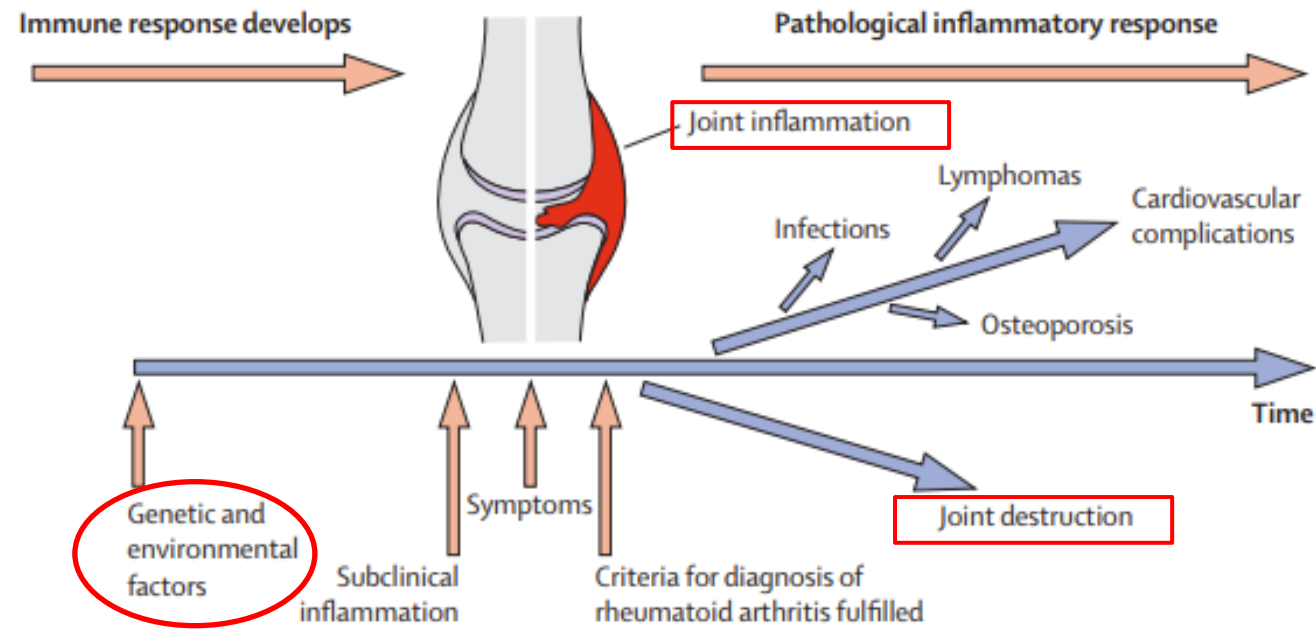 Immune response develops
Pathological inflammatory response
Joint inflammation
Lymphomas
Cardiovascular
complications
Infections
Osteoporosis
Time
Genetic and
environmental
factors
Subclinical
inflammation
Symptoms
Criteria for diagnosis of
rheumatoid arthritis fulfilled
Joint destruction